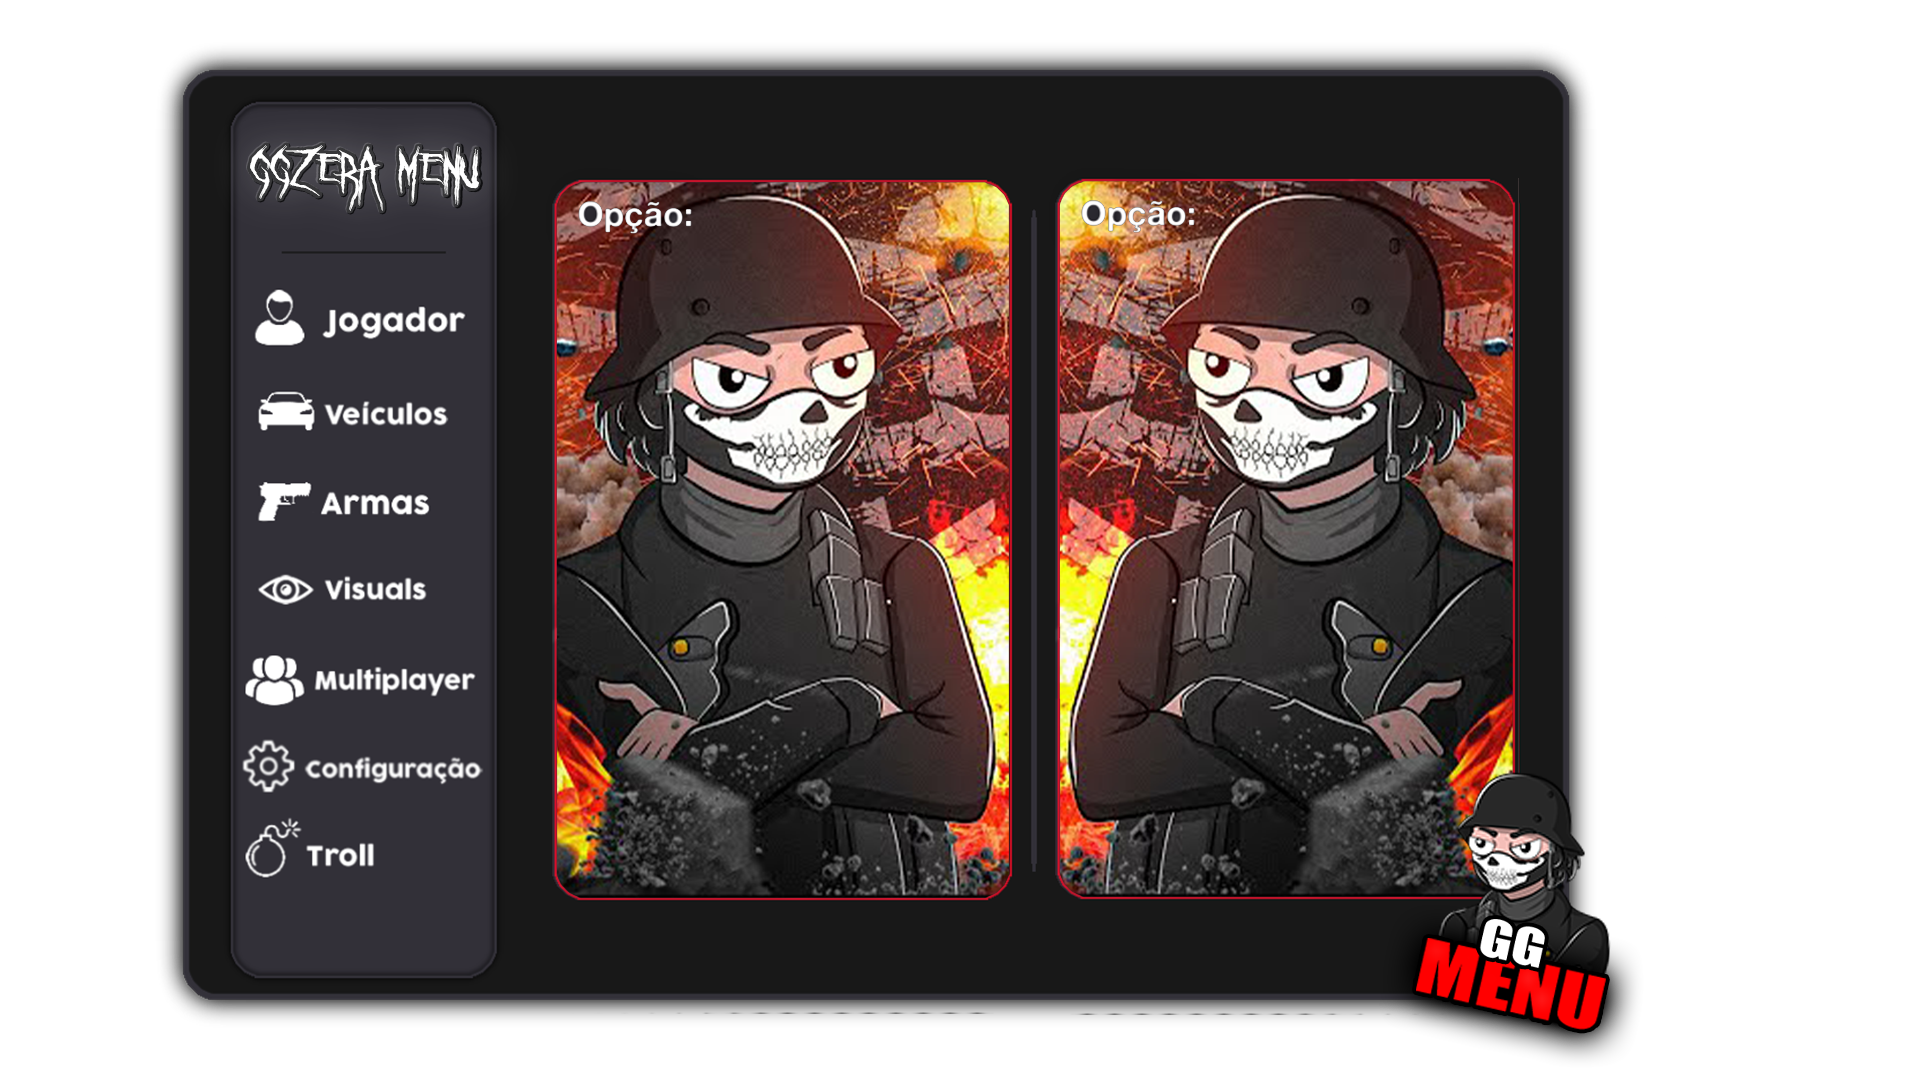 GGZERA MENU
Jogador
Veículos
Armas
Visuals
Multiplayer
Configuração
Troll
Opção:
Opção:
GG
MENU